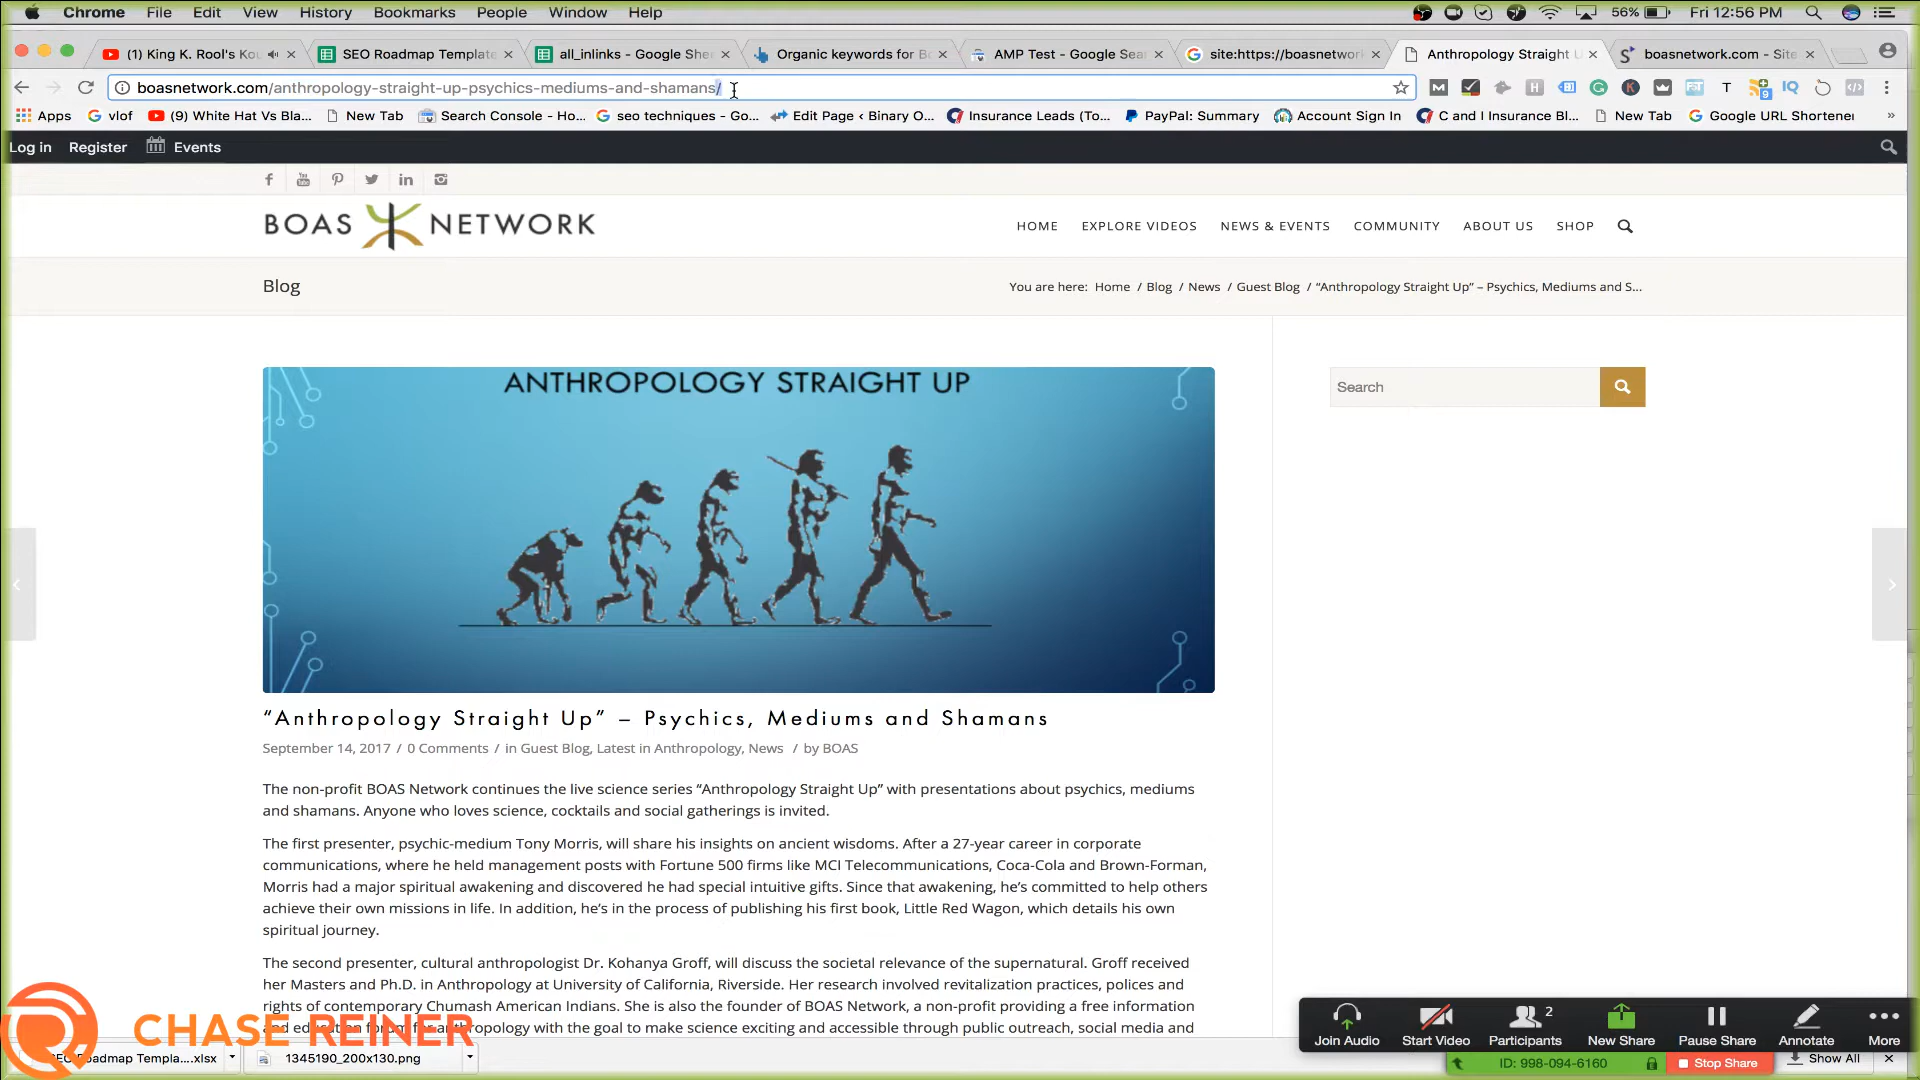 Chrome File Edit View History Bookmarks People Window Help 56% Fri 12:56 PM
(1) King K. Rool's Kou
SEO Roadmap Template
all_inlinks - Google Shee
Organic keywords for Bo
AMP Test - Google Sear
site:https://boasnetwork
Anthropology Straight U
boasnetwork.com - Site
boasnetwork.com/anthropology-straight-up-psychics-mediums-and-shamans/
Apps vlof (9) White Hat Vs Bla... New Tab Search Console - Ho... seo techniques - Go... Edit Page ‹ Binary O... Insurance Leads (To... PayPal: Summary Account Sign In C and I Insurance Bl... New Tab Google URL Shortener »
Log in Register Events
BOAS NETWORK
HOME EXPLORE VIDEOS NEWS & EVENTS COMMUNITY ABOUT US SHOP
Blog
You are here: Home / Blog / News / Guest Blog / “Anthropology Straight Up” – Psychics, Mediums and S...
ANTHROPOLOGY STRAIGHT UP
Search
“Anthropology Straight Up” – Psychics, Mediums and Shamans
September 14, 2017 / 0 Comments / in Guest Blog, Latest in Anthropology, News / by BOAS
The non-profit BOAS Network continues the live science series “Anthropology Straight Up” with presentations about psychics, mediums
and shamans. Anyone who loves science, cocktails and social gatherings is invited.
The first presenter, psychic-medium Tony Morris, will share his insights on ancient wisdoms. After a 27-year career in corporate
communications, where he held management posts with Fortune 500 firms like MCI Telecommunications, Coca-Cola and Brown-Forman,
Morris had a major spiritual awakening and discovered he had special intuitive gifts. Since that awakening, he’s committed to help others
achieve their own missions in life. In addition, he’s in the process of publishing his first book, Little Red Wagon, which details his own
spiritual journey.
The second presenter, cultural anthropologist Dr. Kohanya Groff, will discuss the societal relevance of the supernatural. Groff received
her Masters and Ph.D. in Anthropology at University of California, Riverside. Her research involved revitalization practices, polices and
rights of contemporary Chumash American Indians. She is also the founder of BOAS Network, a non-profit providing a free information
and education forum for anthropology with the goal to make science exciting and accessible through public outreach, social media and
CHASE REINER
Join Audio Start Video Participants 2 New Share Pause Share Annotate More
ID: 998-094-6160 Stop Share
Roadmap Templa....xlsx
1345190_200x130.png
Show All